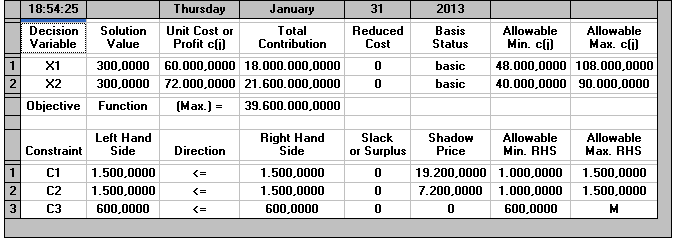 18:54:25 Thursday January 31 2013
Decision Variable Solution Value Unit Cost or Profit c(j) Total Contribution Reduced Cost Basis Status Allowable Min. c(j) Allowable Max. c(j)
1 X1 300,0000 60.000,0000 18.000.000,0000 0 basic 48.000,0000 108.000,0000
2 X2 300,0000 72.000,0000 21.600.000,0000 0 basic 40.000,0000 90.000,0000
Objective Function (Max.) = 39.600.000,0000
Constraint Left Hand Side Direction Right Hand Side Slack or Surplus Shadow Price Allowable Min. RHS Allowable Max. RHS
1 C1 1.500,0000 <= 1.500,0000 0 19.200,0000 1.000,0000 1.500,0000
2 C2 1.500,0000 <= 1.500,0000 0 7.200,0000 1.000,0000 1.500,0000
3 C3 600,0000 <= 600,0000 0 0 600,0000 M